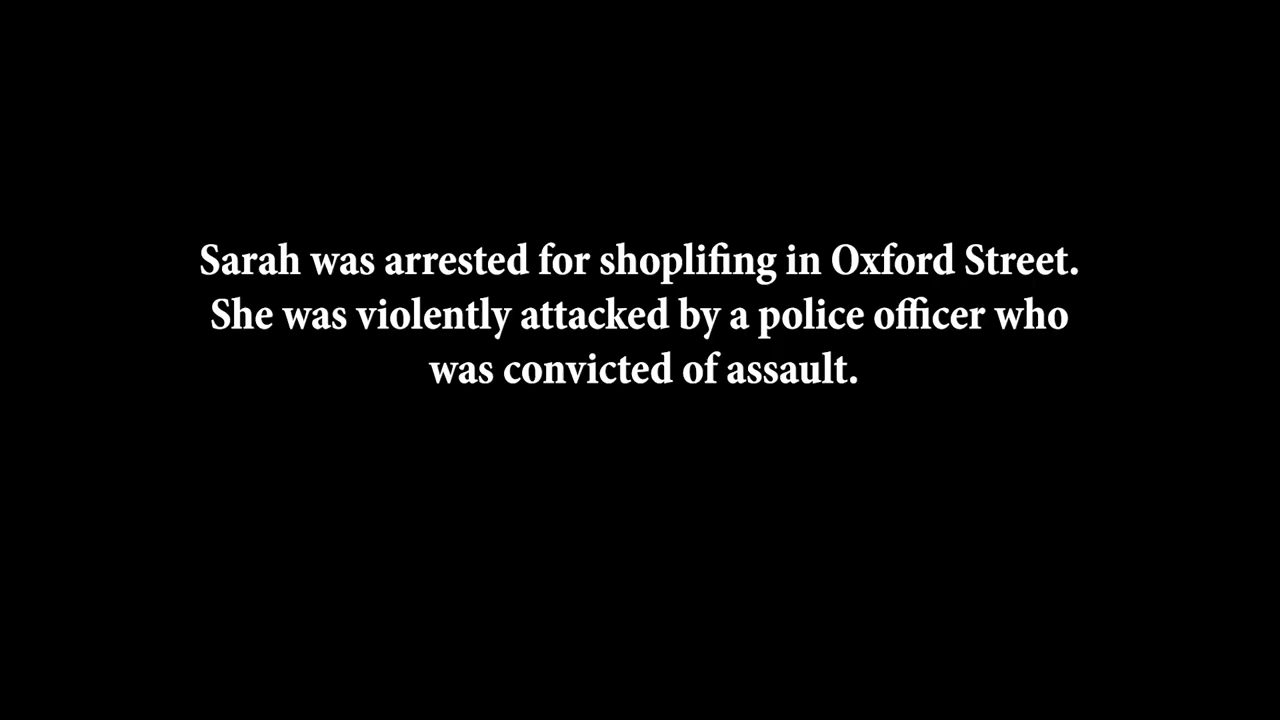 Sarah was arrested for shoplifing in Oxford Street.
She was violently attacked by a police officer who
was convicted of assault.